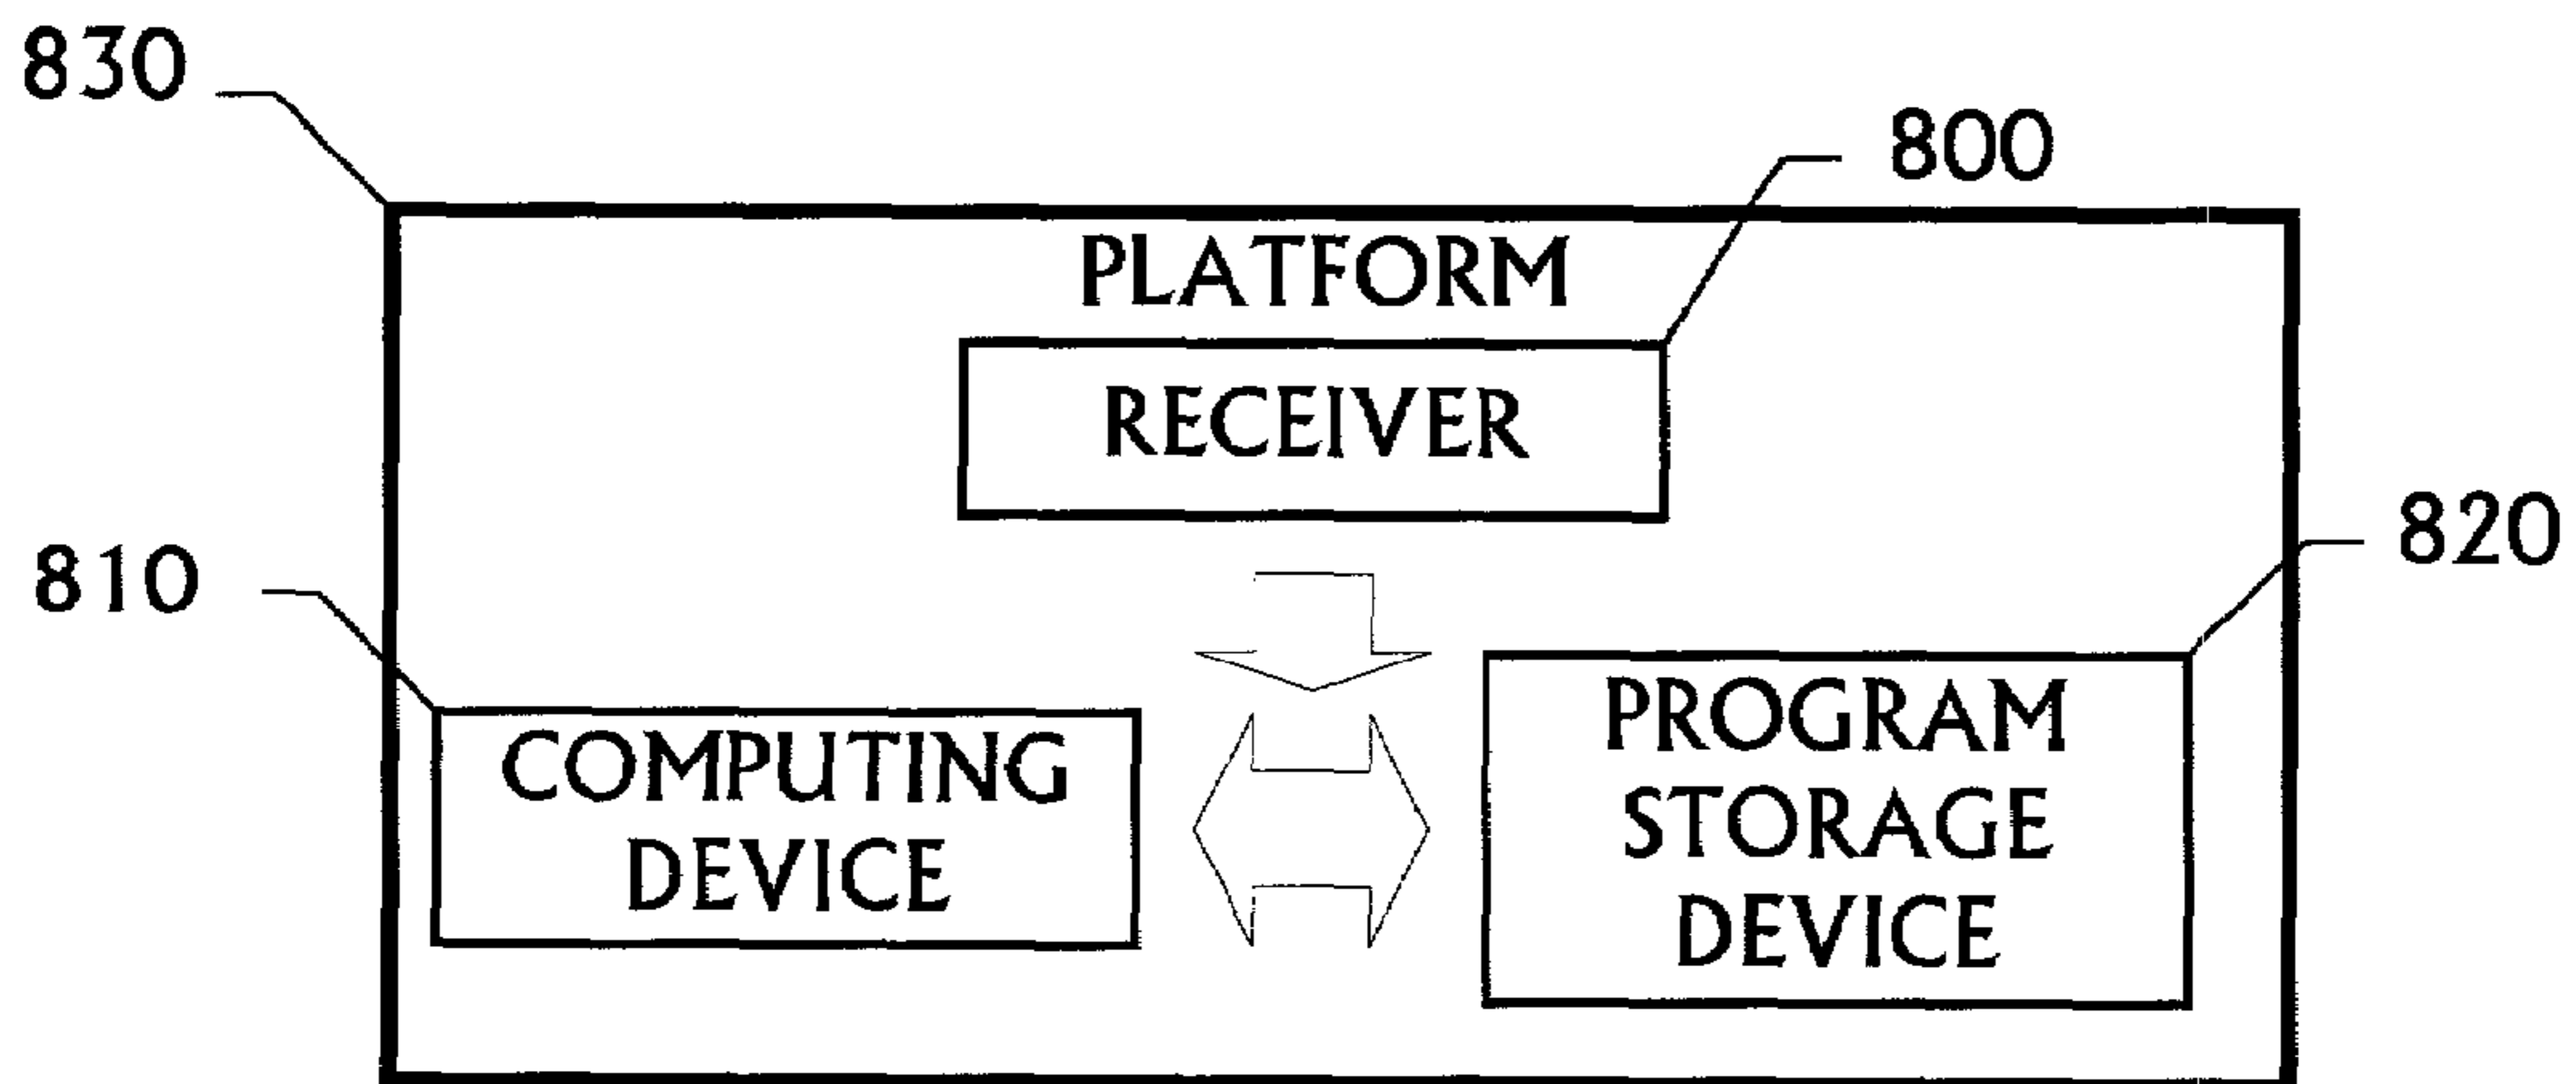 830
800
PLATFORM
RECEIVER
820
810
PROGRAM
STORAGE
DEVICE
COMPUTING
DEVICE